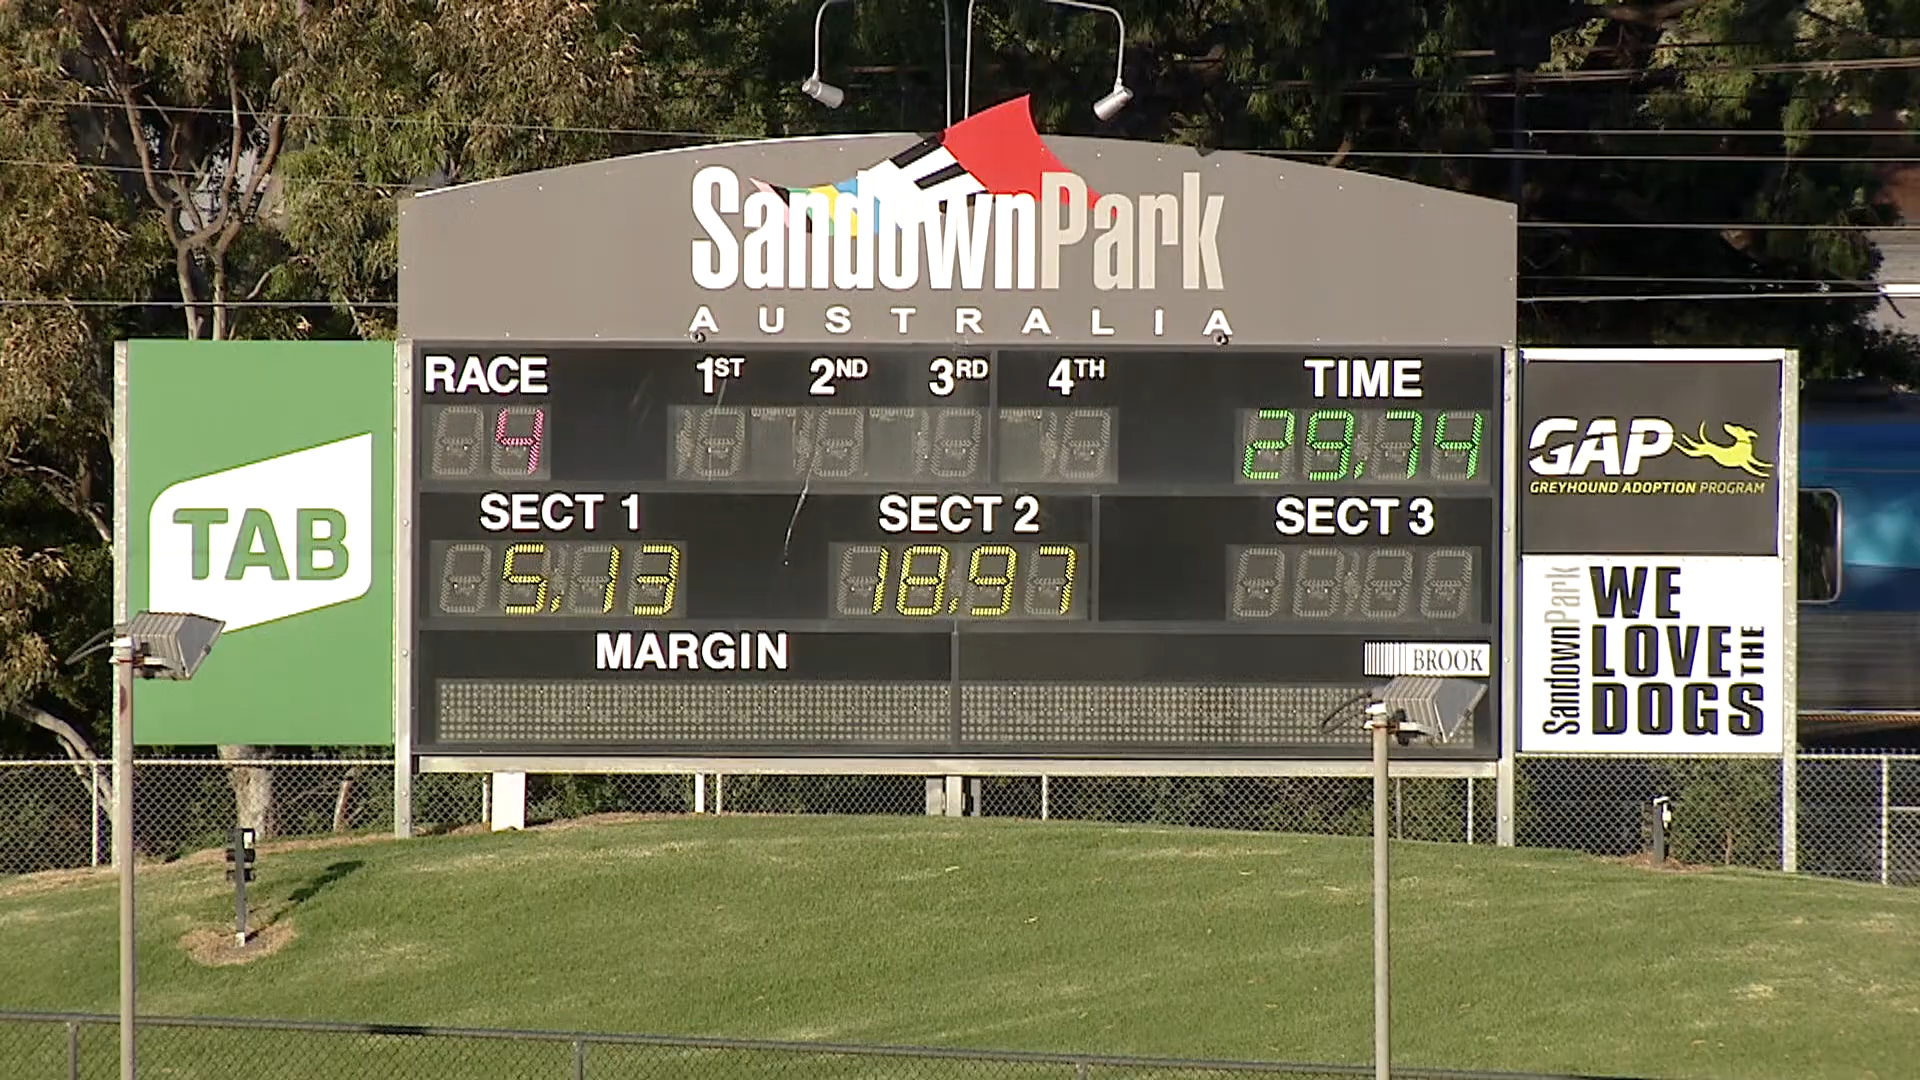 SandownPark
AUSTRALIA
RACE 1ST 2ND 3RD 4TH TIME
4 29.74
SECT 1 SECT 2 SECT 3
5.13 18.97
MARGIN
BROOK
TAB
GAP
GREYHOUND ADOPTION PROGRAM
SandownPark
WE
LOVE THE
DOGS